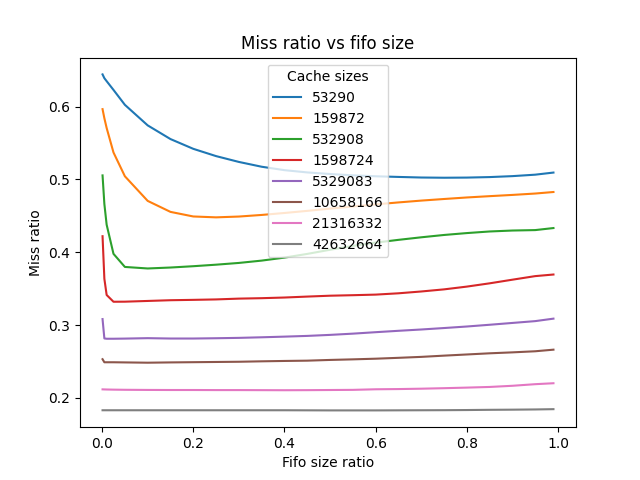 Miss ratio vs fifo size
Cache sizes
53290
159872
532908
1598724
5329083
10658166
21316332
42632664
Miss ratio
0.6
0.5
0.4
0.3
0.2
0.0 0.2 0.4 0.6 0.8 1.0
Fifo size ratio